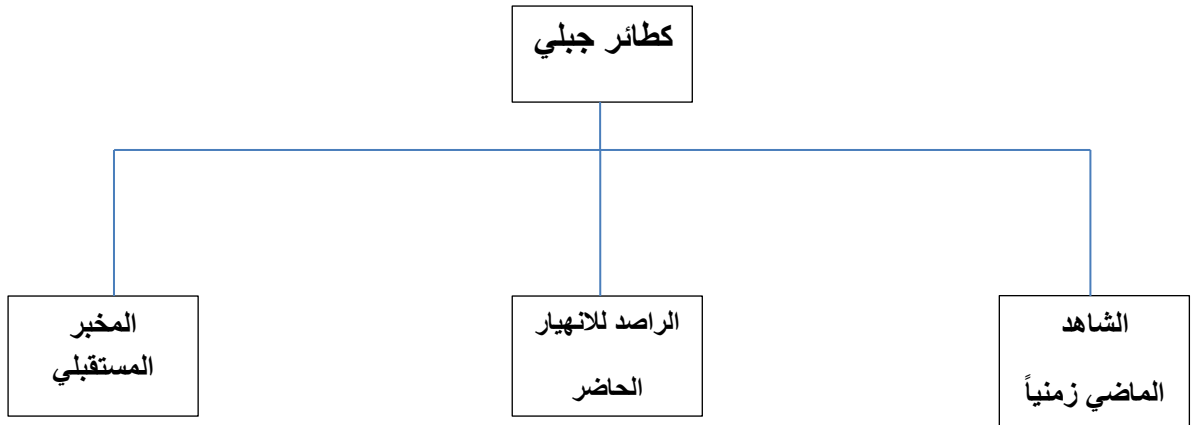 كطائر جبلي
الشاهد
الماضي زمنياً
الراصد للانهيار
الحاضر
المخبر
المستقبلي